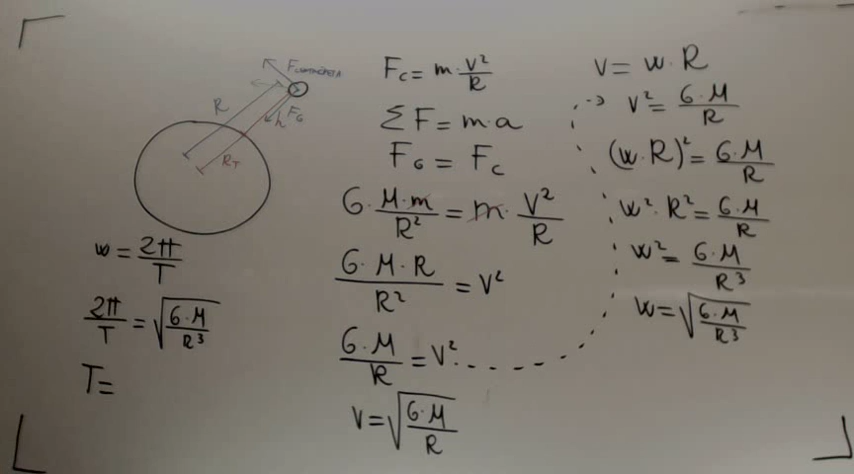 F centrípeta
R
F_G
h
R_T
w = 2π/T
2π/T = √(G·M/R³)
T =
F_c = m·v²/R
ΣF = m·a
F_G = F_c
G·M·m/R² = m·V²/R
G·M·R/R² = V²
G·M/R = V²
V = √(G·M/R)
V = w·R
V² = G·M/R
(w·R)² = G·M/R
w²·R² = G·M/R
w² = G·M/R³
w = √(G·M/R³)